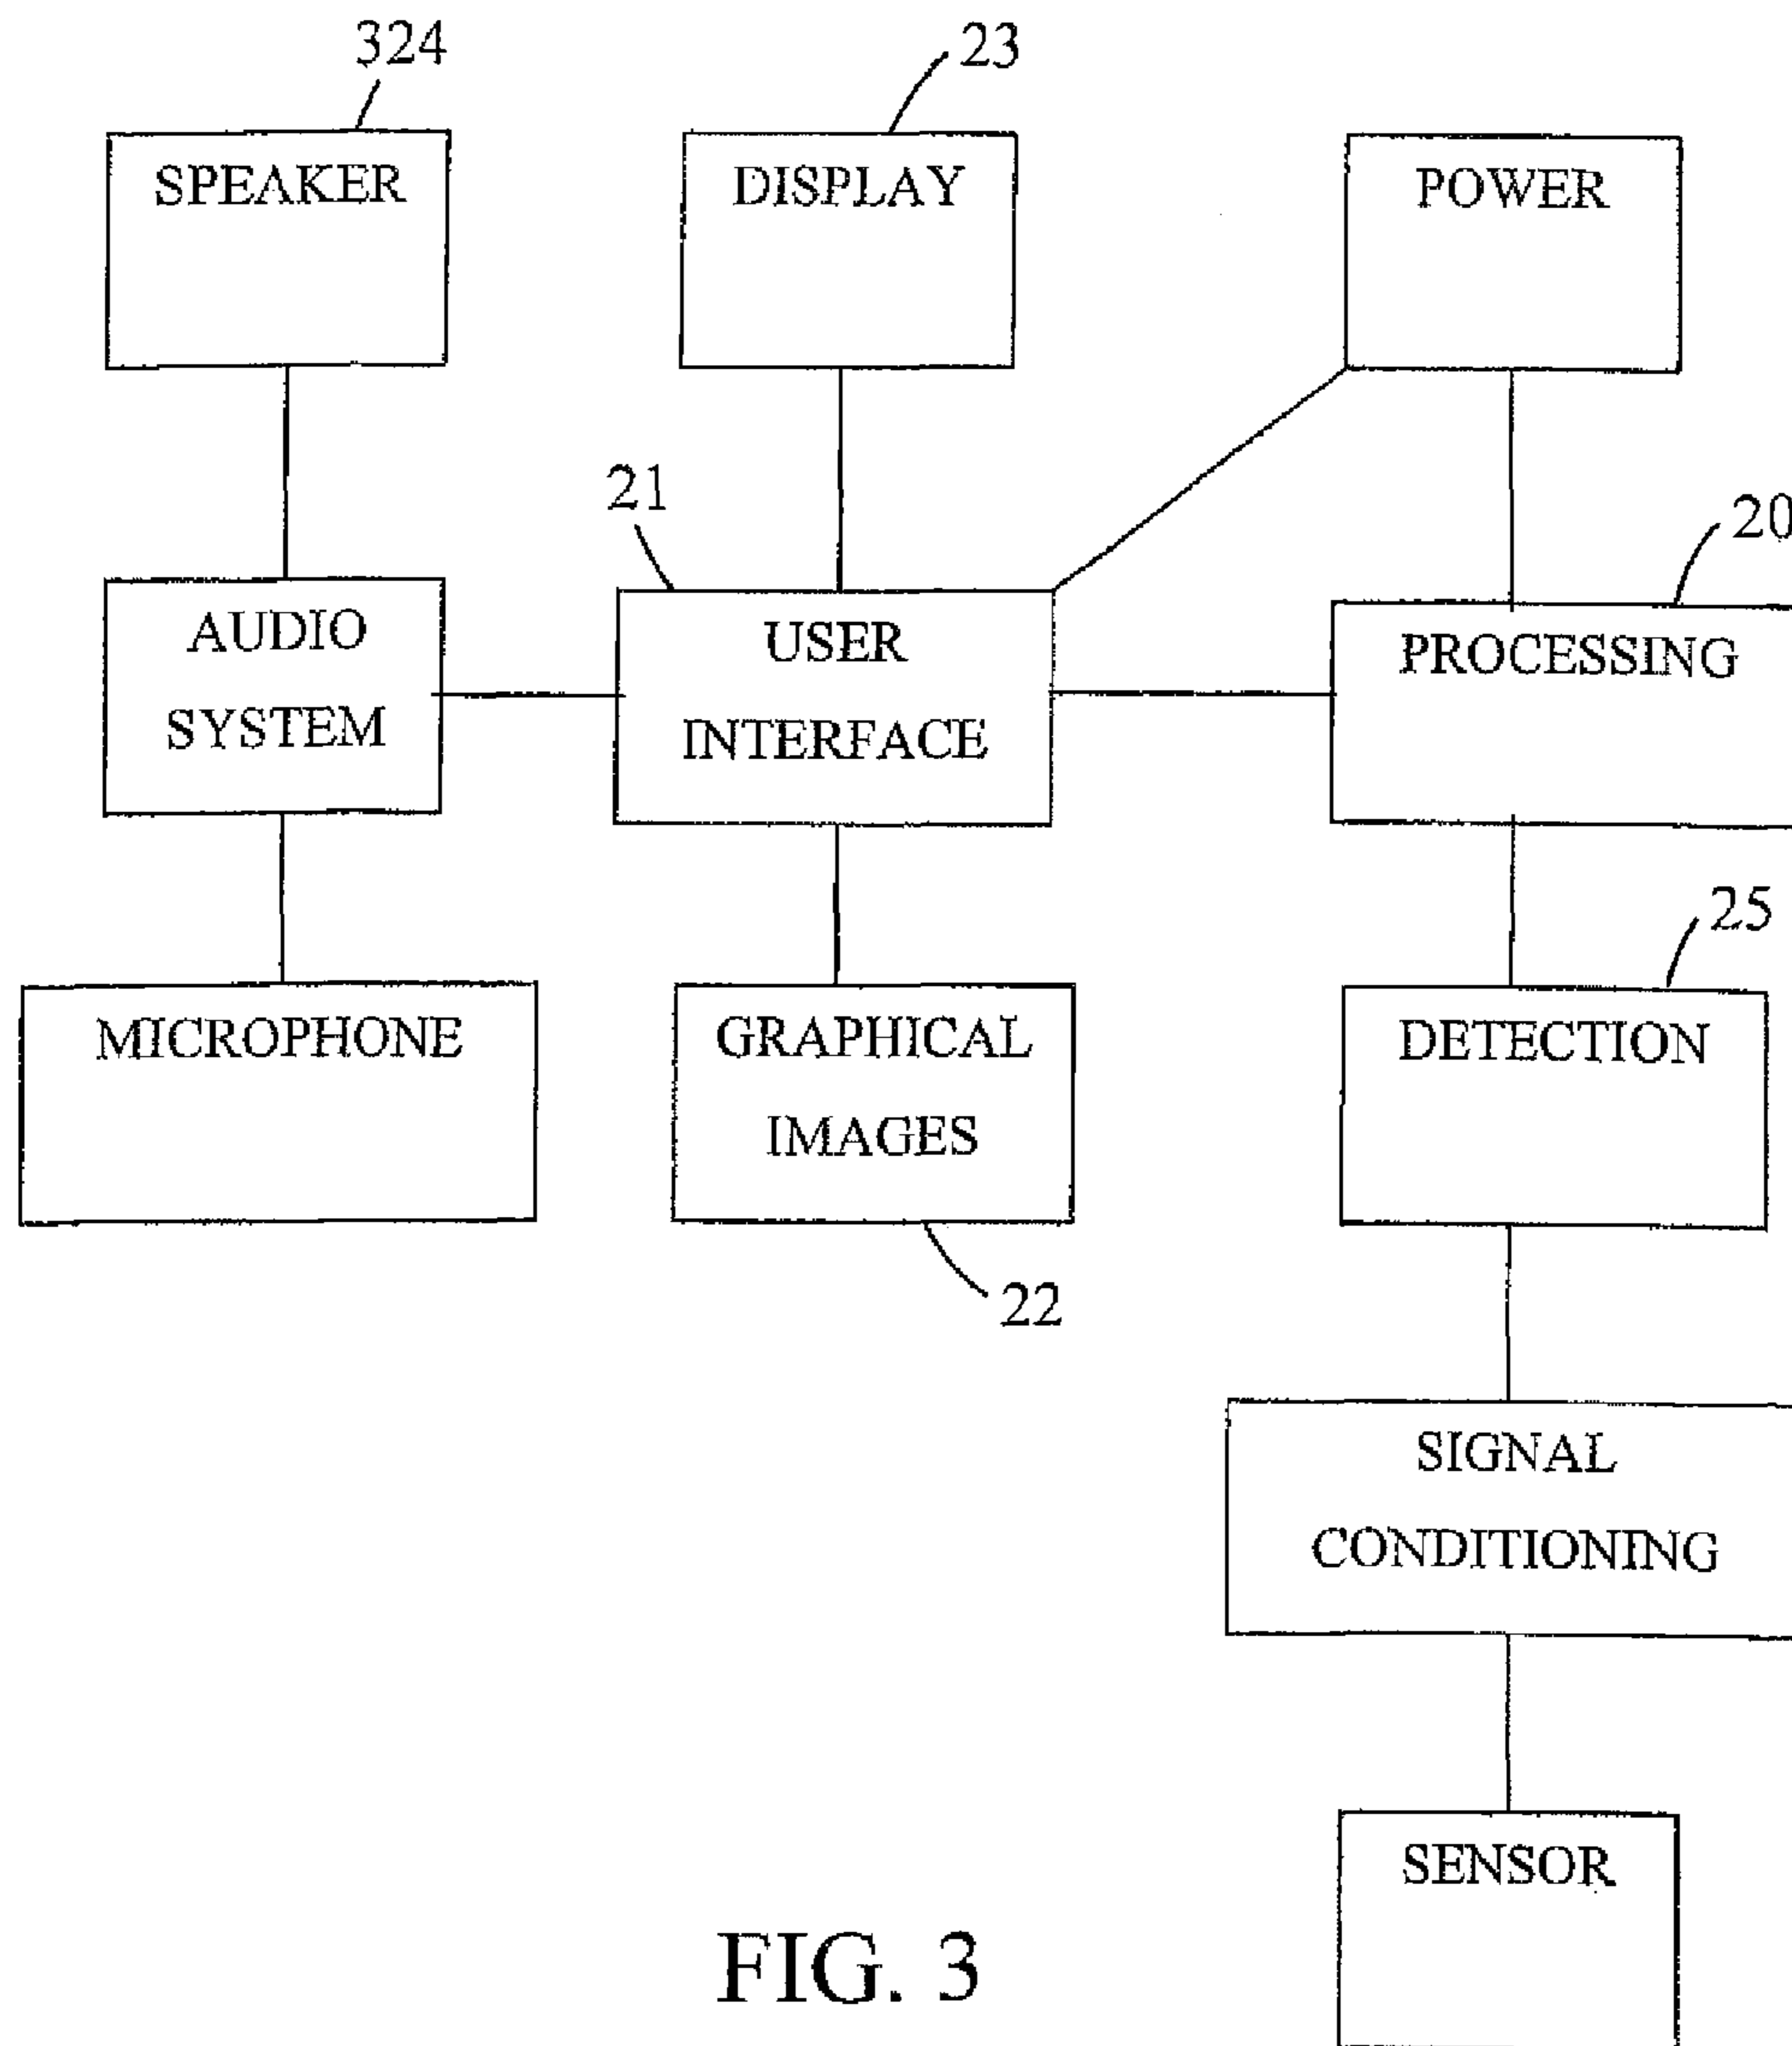 324
23
SPEAKER
DISPLAY
POWER
21
20
AUDIO
SYSTEM
USER
INTERFACE
PROCESSING
25
MICROPHONE
GRAPHICAL
IMAGES
DETECTION
22
SIGNAL
CONDITIONING
SENSOR
FIG. 3